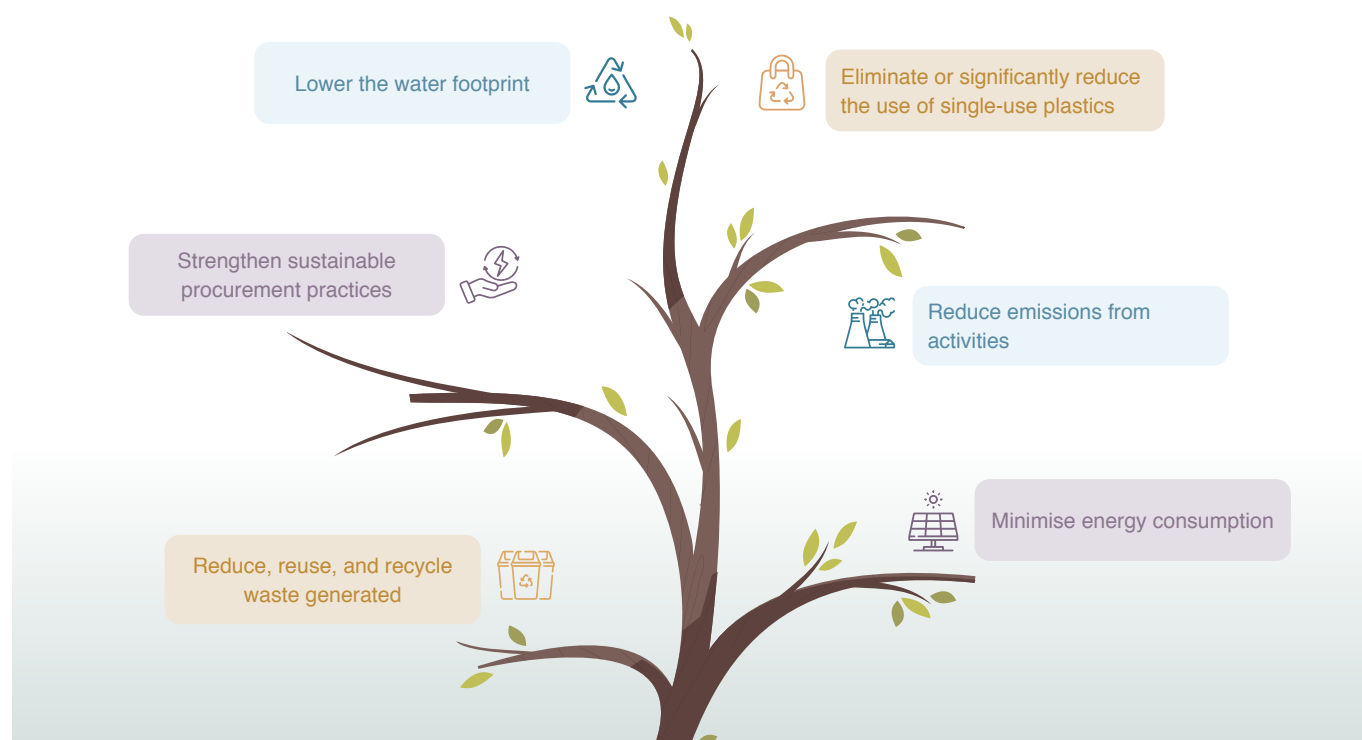 Lower the water footprint
Eliminate or significantly reduce
the use of single-use plastics
Strengthen sustainable
procurement practices
Reduce emissions from
activities
Minimise energy consumption
Reduce, reuse, and recycle
waste generated